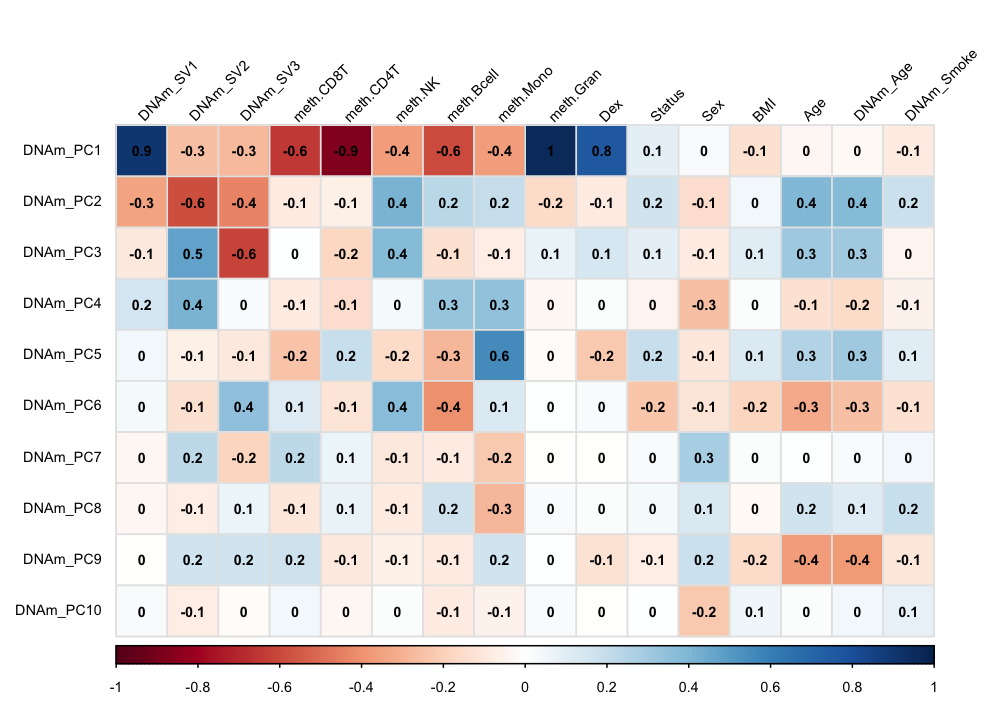 DNAm_SV1 DNAm_SV2 DNAm_SV3 meth.CD8T meth.CD4T meth.NK meth.Bcell meth.Mono meth.Gran Dex Status Sex BMI Age DNAm_Age DNAm_Smoke
DNAm_PC1 0.9 -0.3 -0.3 -0.6 -0.9 -0.4 -0.6 -0.4 1 0.8 0.1 0 -0.1 0 0 -0.1
DNAm_PC2 -0.3 -0.6 -0.4 -0.1 -0.1 0.4 0.2 0.2 -0.2 -0.1 0.2 -0.1 0 0.4 0.4 0.2
DNAm_PC3 -0.1 0.5 -0.6 0 -0.2 0.4 -0.1 -0.1 0.1 0.1 0.1 -0.1 0.1 0.3 0.3 0
DNAm_PC4 0.2 0.4 0 -0.1 -0.1 0 0.3 0.3 0 0 0 -0.3 0 -0.1 -0.2 -0.1
DNAm_PC5 0 -0.1 -0.1 -0.2 0.2 -0.2 -0.3 0.6 0 -0.2 0.2 -0.1 0.1 0.3 0.3 0.1
DNAm_PC6 0 -0.1 0.4 0.1 -0.1 0.4 -0.4 0.1 0 0 -0.2 -0.1 -0.2 -0.3 -0.3 -0.1
DNAm_PC7 0 0.2 -0.2 0.2 0.1 -0.1 -0.1 -0.2 0 0 0 0.3 0 0 0 0
DNAm_PC8 0 -0.1 0.1 -0.1 0.1 -0.1 0.2 -0.3 0 0 0 0.1 0 0.2 0.1 0.2
DNAm_PC9 0 0.2 0.2 0.2 -0.1 -0.1 -0.1 0.2 0 -0.1 -0.1 0.2 -0.2 -0.4 -0.4 -0.1
DNAm_PC10 0 -0.1 0 0 0 0 -0.1 -0.1 0 0 0 -0.2 0.1 0 0 0.1
-1 -0.8 -0.6 -0.4 -0.2 0 0.2 0.4 0.6 0.8 1